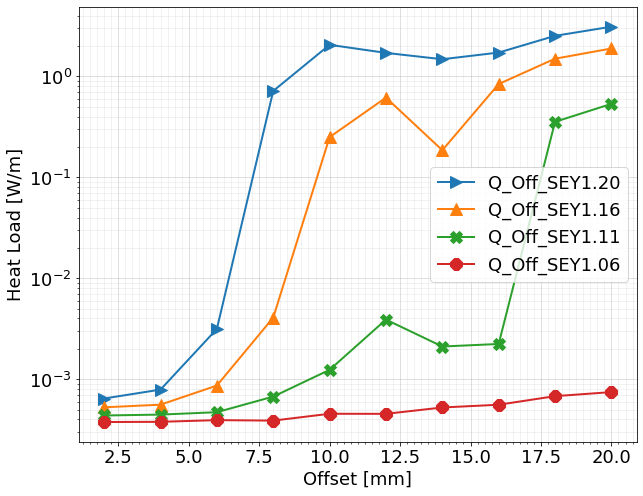 10⁰
10⁻¹
10⁻²
10⁻³
Heat Load [W/m]
Q_Off_SEY1.20
Q_Off_SEY1.16
Q_Off_SEY1.11
Q_Off_SEY1.06
2.5 5.0 7.5 10.0 12.5 15.0 17.5 20.0
Offset [mm]